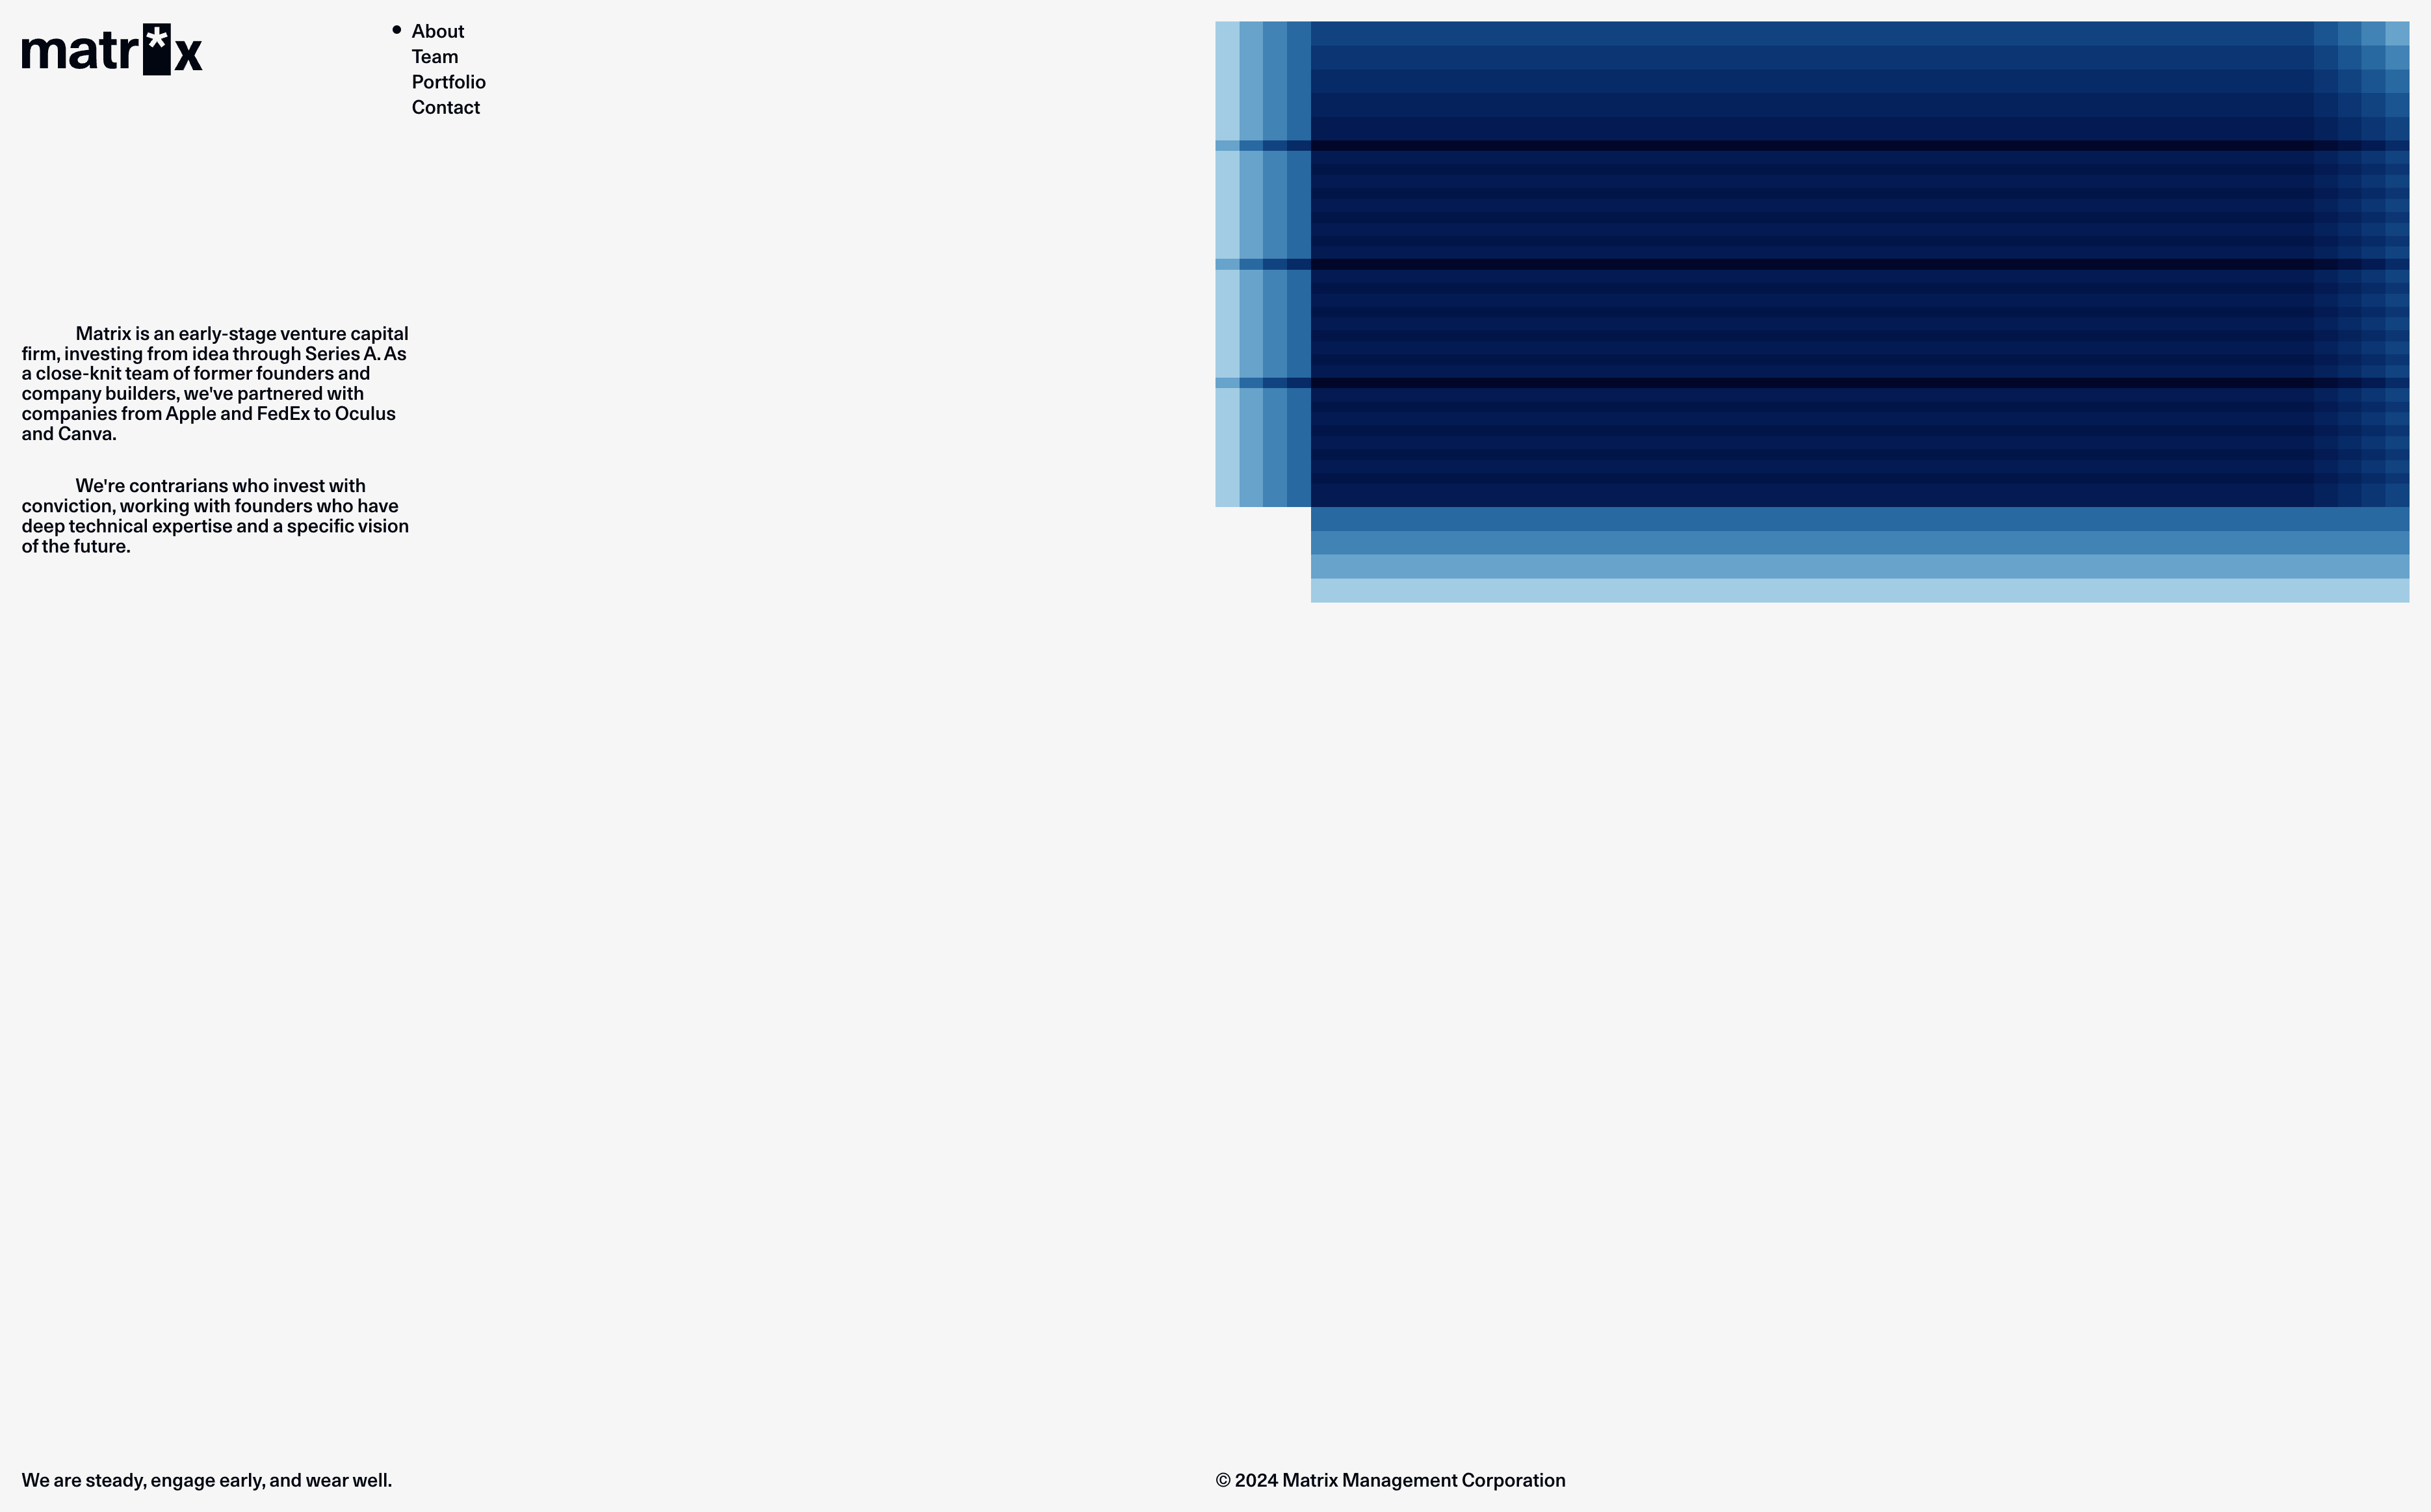 matr*x
About
Team
Portfolio
Contact
Matrix is an early-stage venture capital
firm, investing from idea through Series A. As
a close-knit team of former founders and
company builders, we've partnered with
companies from Apple and FedEx to Oculus
and Canva.
We're contrarians who invest with
conviction, working with founders who have
deep technical expertise and a specific vision
of the future.
We are steady, engage early, and wear well.
© 2024 Matrix Management Corporation